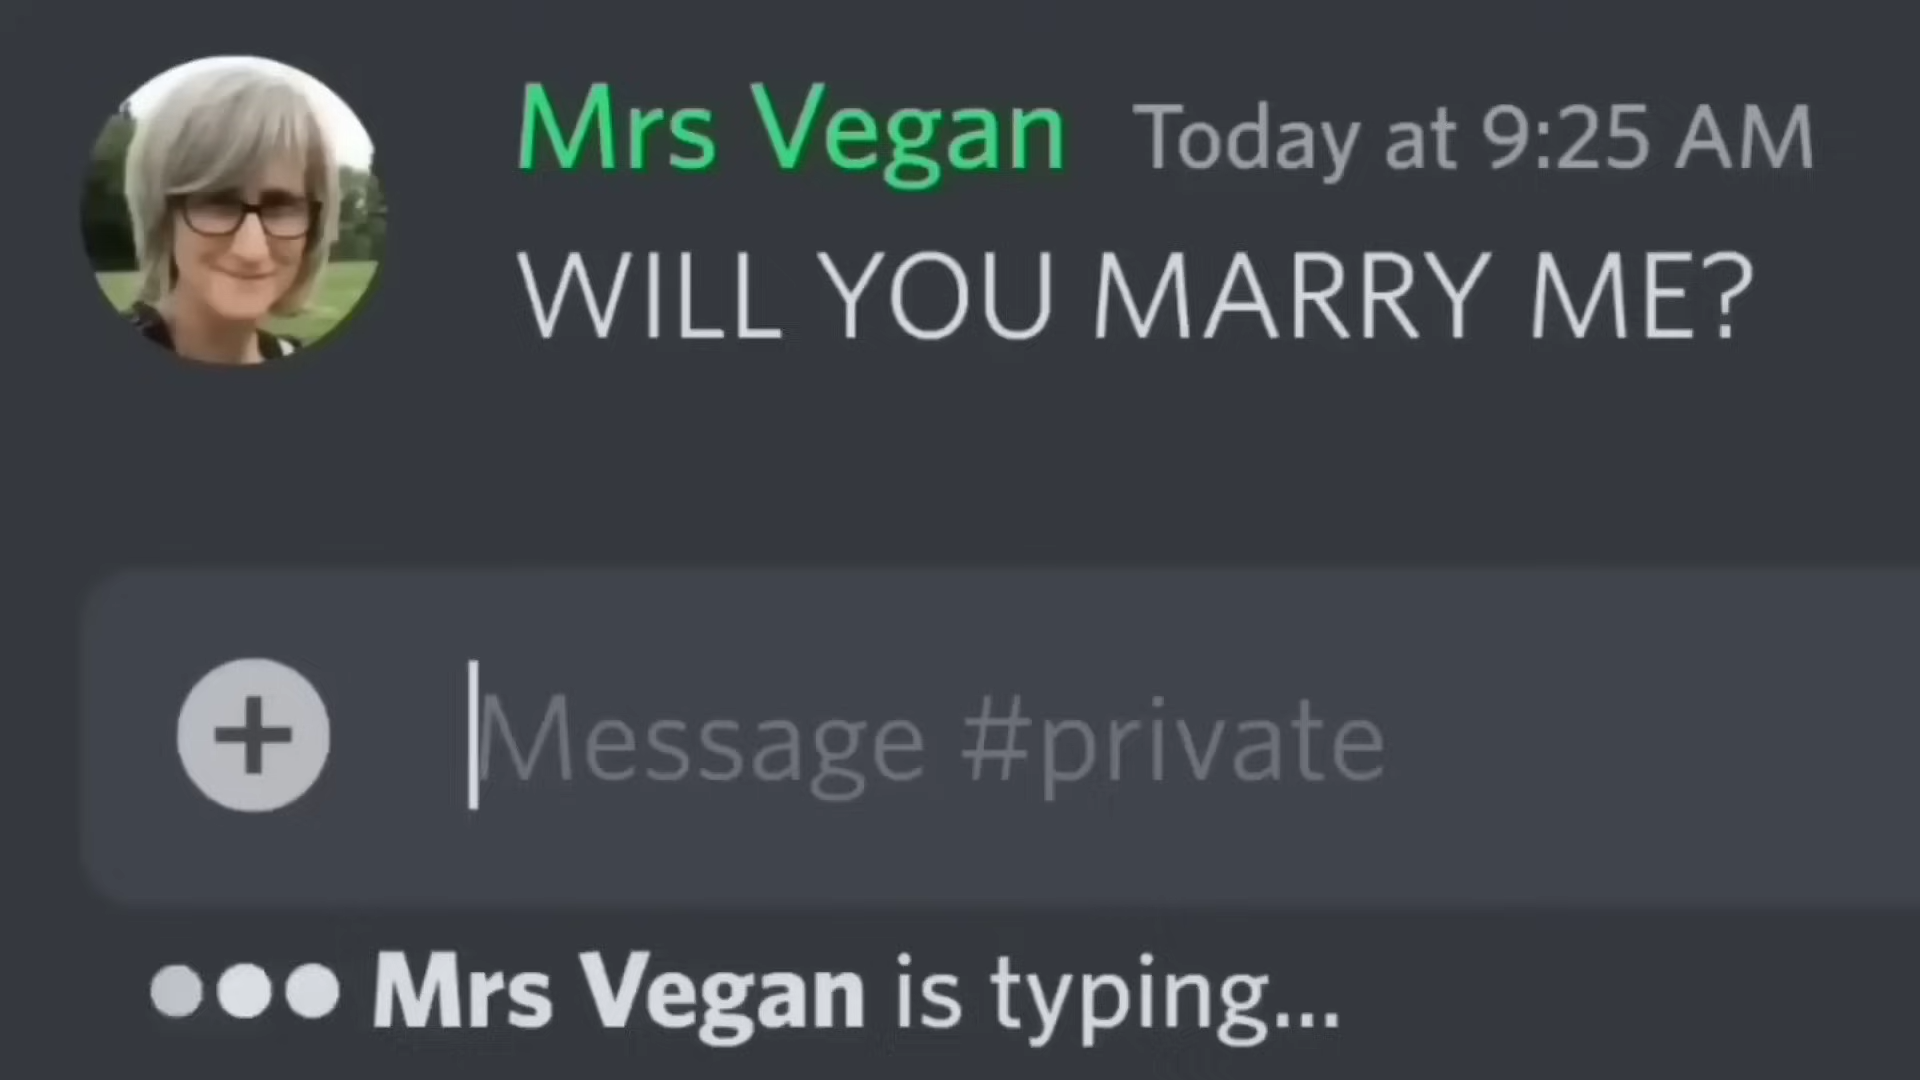 Mrs Vegan Today at 9:25 AM
WILL YOU MARRY ME?
Message #private
Mrs Vegan is typing...